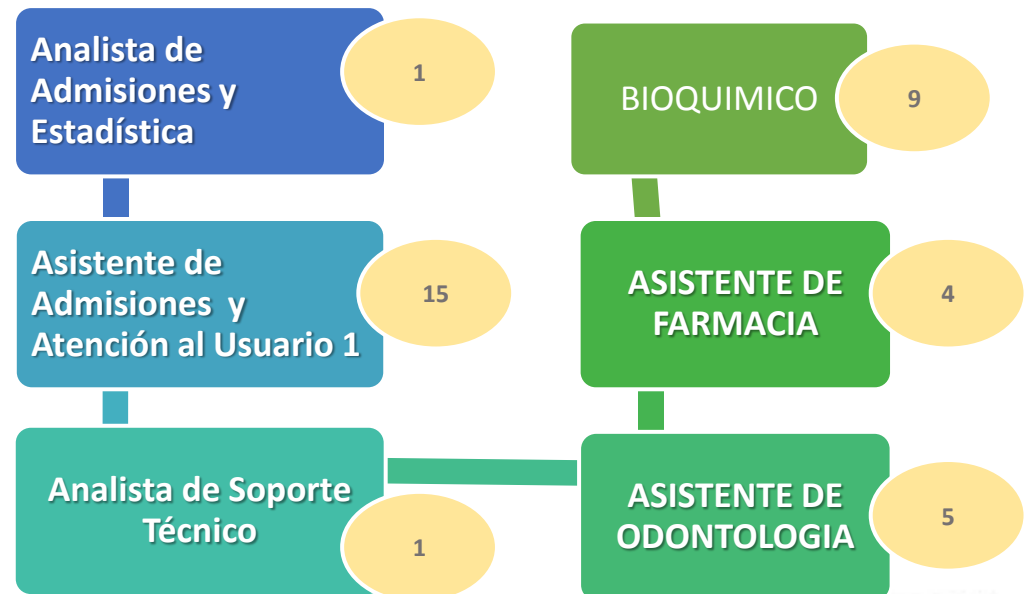 Analista de
Admisiones y
Estadística
1
Asistente de
Admisiones y
Atención al Usuario 1
15
Analista de Soporte
Técnico
1
BIOQUIMICO
9
ASISTENTE DE
FARMACIA
4
ASISTENTE DE
ODONTOLOGIA
5